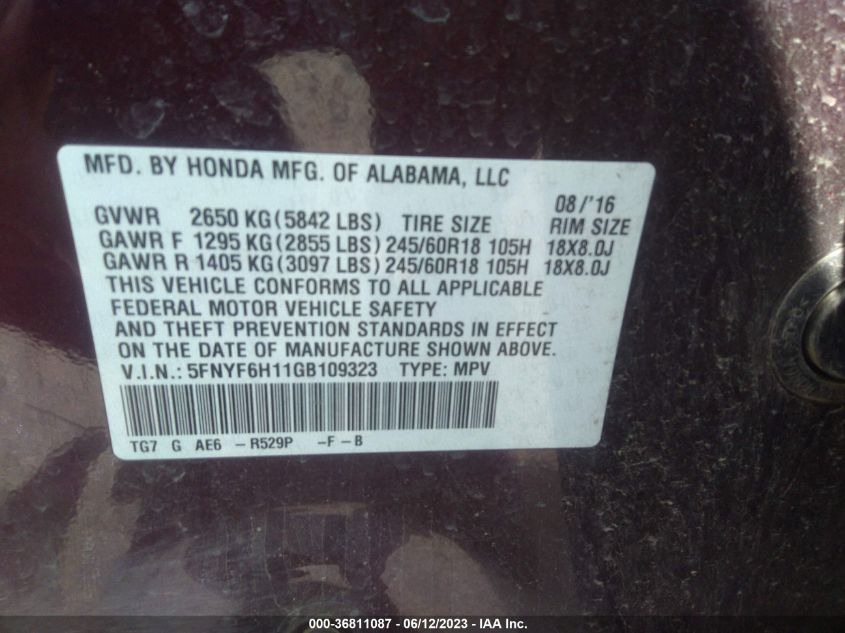 MFD. BY HONDA MFG. OF ALABAMA, LLC
08/'16
GVWR 2650 KG(5842 LBS) TIRE SIZE RIM SIZE
GAWR F 1295 KG(2855 LBS) 245/60R18 105H 18X8.0J
GAWR R 1405 KG(3097 LBS) 245/60R18 105H 18X8.0J
THIS VEHICLE CONFORMS TO ALL APPLICABLE
FEDERAL MOTOR VEHICLE SAFETY
AND THEFT PREVENTION STANDARDS IN EFFECT
ON THE DATE OF MANUFACTURE SHOWN ABOVE.
V.I.N.: 5FNYF6H11GB109323 TYPE: MPV
TG7 G AE6 -R529P -F-B
000-36811087 - 06/12/2023 - IAA Inc.